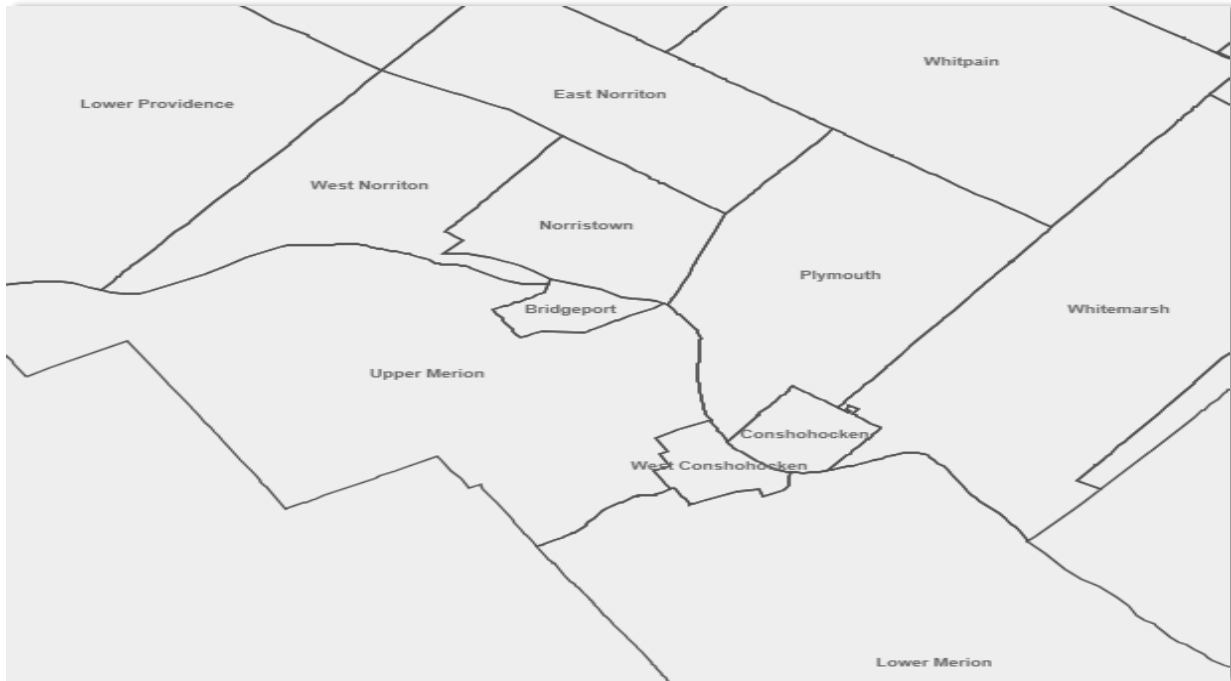 Whitpain
East Norriton
Lower Providence
West Norriton
Norristown
Plymouth
Bridgeport
Whitemarsh
Upper Merion
Conshohocken
West Conshohocken
Lower Merion